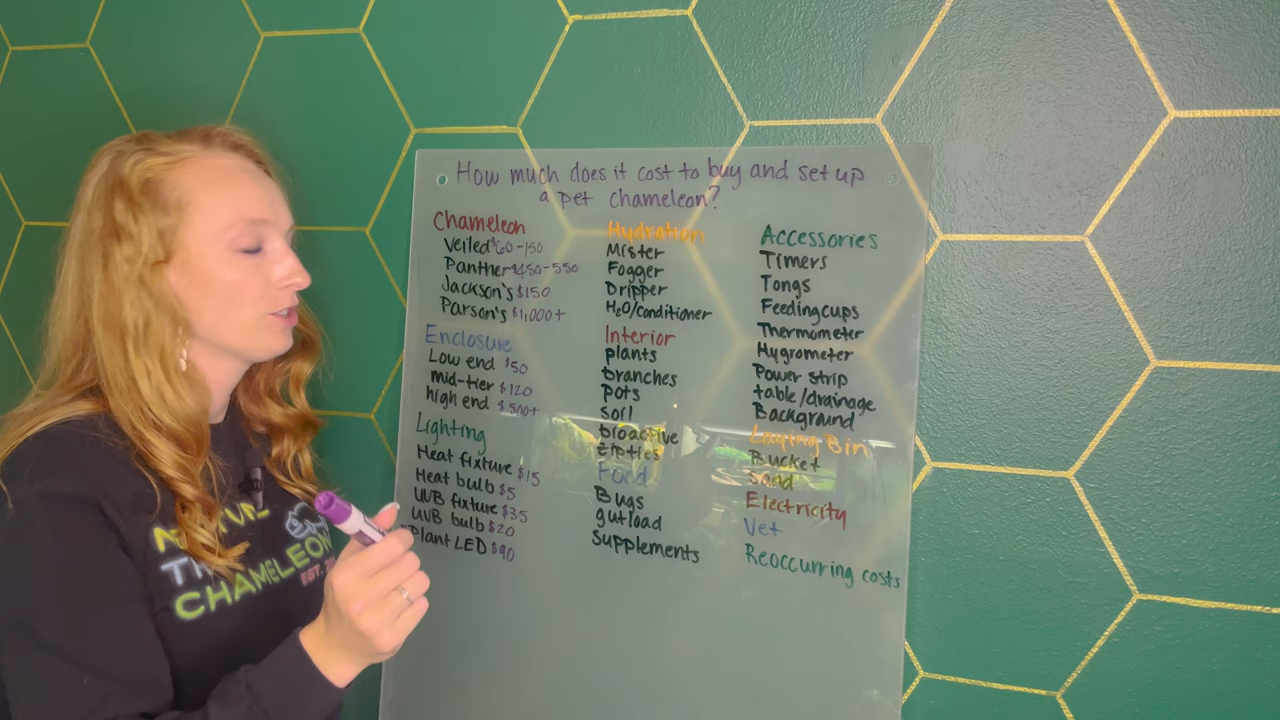 How much does it cost to buy and set up
a pet chameleon?
Chameleon
Veiled $60-150
Panther $450-550
Jackson's $150
Parson's $1,000+
Enclosure
Low end $50
mid-tier $120
high end $500+
Lighting
Heat fixture $15
Heat bulb $5
UVB fixture $35
UVB bulb $20
Plant LED $90
Hydration
Mister
Fogger
Dripper
H₂O/conditioner
Interior
plants
branches
pots
soil
bioactive
zipties
Food
Bugs
gutload
supplements
Accessories
Timers
Tongs
Feeding cups
Thermometer
Hygrometer
Power strip
table/drainage
Background
Laying Bin
Bucket
Sand
Electricity
Vet
Reoccurring costs
CHAMELEON
EST.